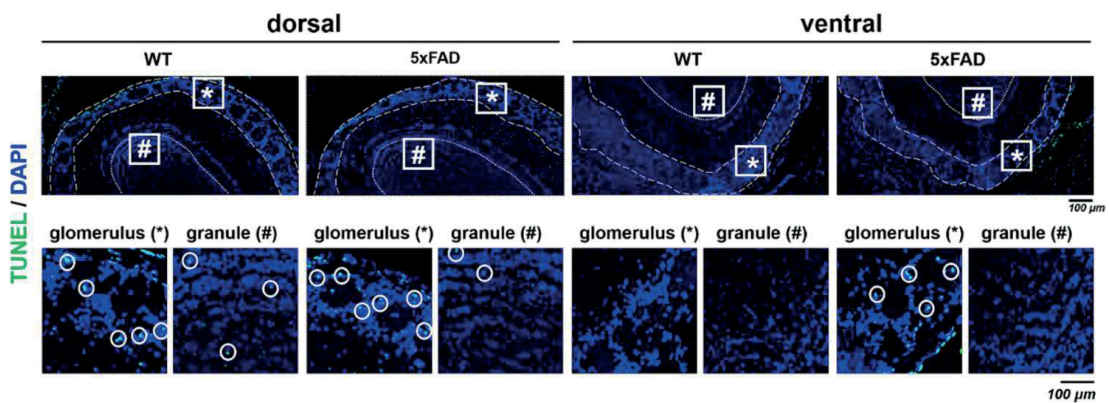 dorsal ventral
WT 5xFAD WT 5xFAD
TUNEL / DAPI
* * # #
# # * *
100 µm
glomerulus (*) granule (#) glomerulus (*) granule (#) glomerulus (*) granule (#) glomerulus (*) granule (#)
100 µm